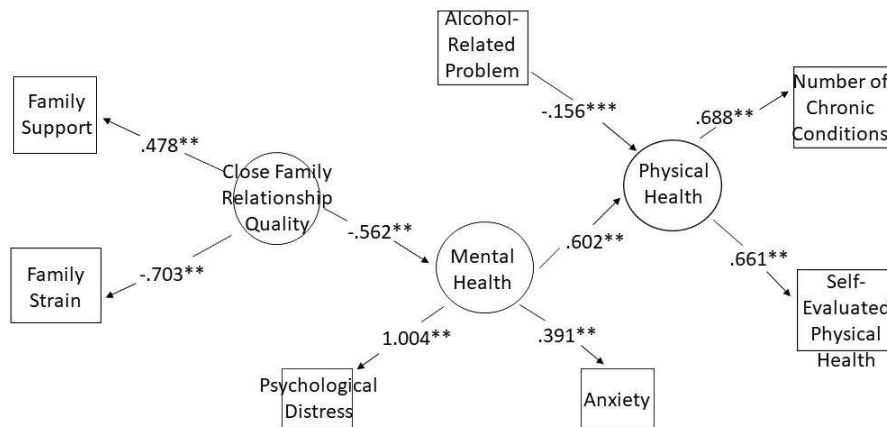 Alcohol-
Related
Problem
Number of
Chronic
Conditions
Family
Support
-.156***
.688**
.478**
Close Family
Relationship
Quality
Physical
Health
-.562**
.602**
Mental
Health
.661**
Family
Strain
-.703**
Self-
Evaluated
Physical
Health
1.004**
.391**
Psychological
Distress
Anxiety